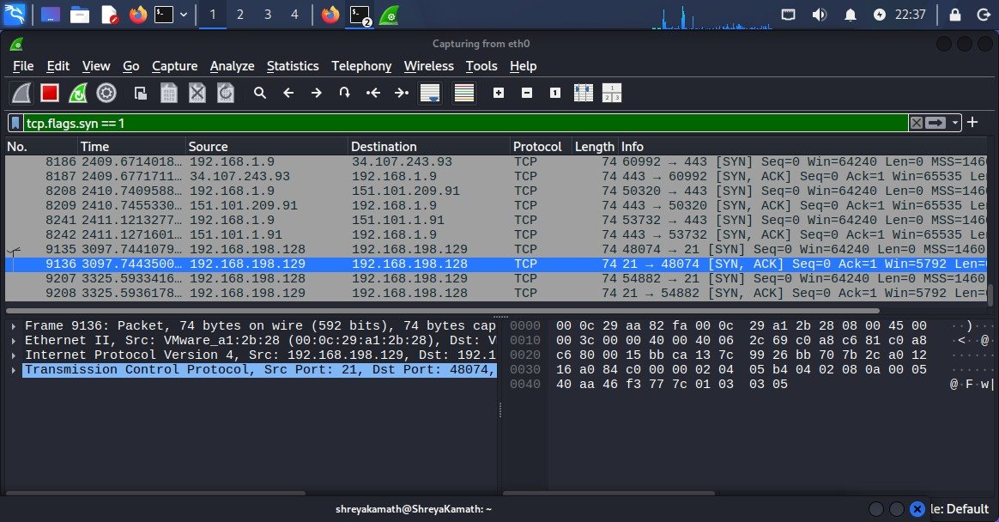 1 2 3 4 2 22:37
Capturing from eth0
File Edit View Go Capture Analyze Statistics Telephony Wireless Tools Help
tcp.flags.syn == 1
No. Time Source Destination Protocol Length Info
8186 2409.6714018… 192.168.1.9 34.107.243.93 TCP 74 60992 → 443 [SYN] Seq=0 Win=64240 Len=0 MSS=1460
8187 2409.6771711… 34.107.243.93 192.168.1.9 TCP 74 443 → 60992 [SYN, ACK] Seq=0 Ack=1 Win=65535 Le
8208 2410.7409588… 192.168.1.9 151.101.209.91 TCP 74 50320 → 443 [SYN] Seq=0 Win=64240 Len=0 MSS=1460
8209 2410.7455330… 151.101.209.91 192.168.1.9 TCP 74 443 → 50320 [SYN, ACK] Seq=0 Ack=1 Win=65535 Le
8241 2411.1213277… 192.168.1.9 151.101.1.91 TCP 74 53732 → 443 [SYN] Seq=0 Win=64240 Len=0 MSS=1460
8242 2411.1271601… 151.101.1.91 192.168.1.9 TCP 74 443 → 53732 [SYN, ACK] Seq=0 Ack=1 Win=65535 Le
9135 3097.7441079… 192.168.198.128 192.168.198.129 TCP 74 48074 → 21 [SYN] Seq=0 Win=64240 Len=0 MSS=1460
9136 3097.7443500… 192.168.198.129 192.168.198.128 TCP 74 21 → 48074 [SYN, ACK] Seq=0 Ack=1 Win=5792 Len=
9207 3325.5933416… 192.168.198.128 192.168.198.129 TCP 74 54882 → 21 [SYN] Seq=0 Win=64240 Len=0 MSS=1460
9208 3325.5936178… 192.168.198.129 192.168.198.128 TCP 74 21 → 54882 [SYN, ACK] Seq=0 Ack=1 Win=5792 Len=
Frame 9136: Packet, 74 bytes on wire (592 bits), 74 bytes cap
Ethernet II, Src: VMware_a1:2b:28 (00:0c:29:a1:2b:28), Dst: V
Internet Protocol Version 4, Src: 192.168.198.129, Dst: 192.1
Transmission Control Protocol, Src Port: 21, Dst Port: 48074,
0000 00 0c 29 aa 82 fa 00 0c 29 a1 2b 28 08 00 45 00 ··)···
0010 00 3c 00 00 40 00 40 06 2c 69 c0 a8 c6 81 c0 a8 ·<··@·
0020 c6 80 00 15 bb ca 13 7c 99 26 bb 70 7b 2c a0 12 ······
0030 16 a0 84 c0 00 00 02 04 05 b4 04 02 08 0a 00 05 ······
0040 40 aa 46 f3 77 7c 01 03 03 05 @·F·w|
shreyakamath@ShreyaKamath: ~
le: Default